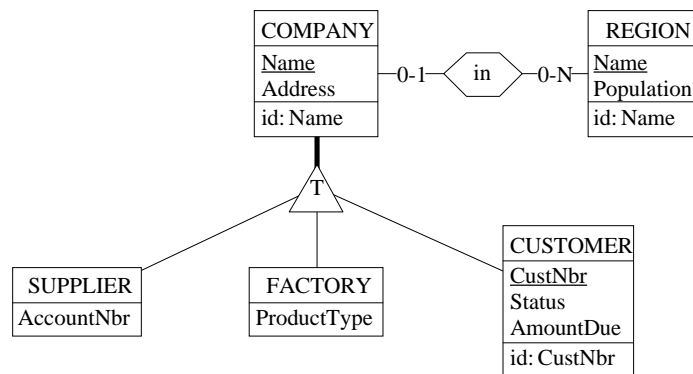 COMPANY
Name
Address
id: Name
0-1
in
0-N
REGION
Name
Population
id: Name
T
SUPPLIER
AccountNbr
FACTORY
ProductType
CUSTOMER
CustNbr
Status
AmountDue
id: CustNbr